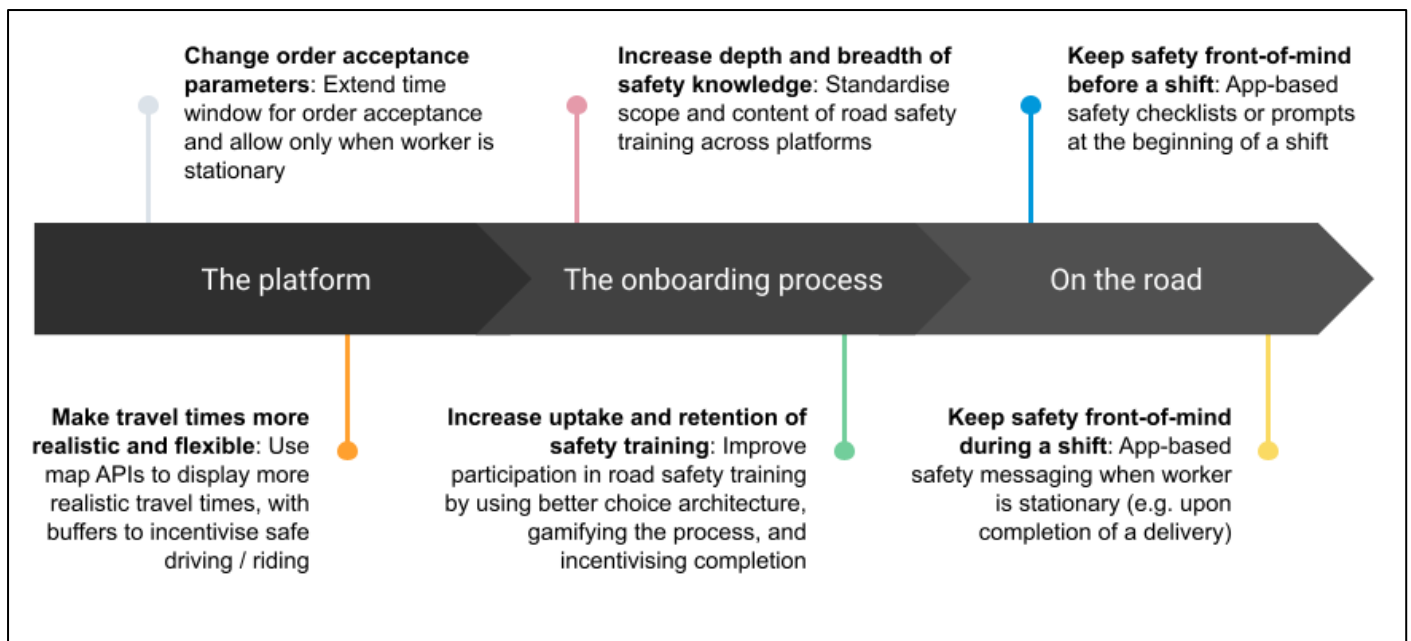 Change order acceptance
parameters: Extend time
window for order acceptance
and allow only when worker is
stationary
Increase depth and breadth of
safety knowledge: Standardise
scope and content of road safety
training across platforms
Keep safety front-of-mind
before a shift: App-based
safety checklists or prompts
at the beginning of a shift
The platform
The onboarding process
On the road
Make travel times more
realistic and flexible: Use
map APIs to display more
realistic travel times, with
buffers to incentivise safe
driving / riding
Increase uptake and retention of
safety training: Improve
participation in road safety training
by using better choice architecture,
gamifying the process, and
incentivising completion
Keep safety front-of-mind
during a shift: App-based
safety messaging when worker
is stationary (e.g. upon
completion of a delivery)